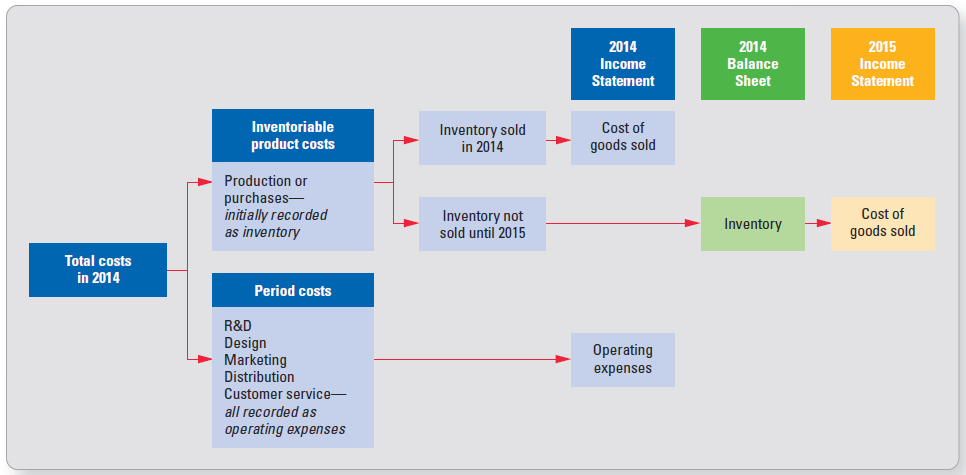 2014
Income
Statement
2014
Balance
Sheet
2015
Income
Statement
Inventoriable
product costs
Production or
purchases—
initially recorded
as inventory
Inventory sold
in 2014
Cost of
goods sold
Inventory not
sold until 2015
Inventory
Cost of
goods sold
Total costs
in 2014
Period costs
R&D
Design
Marketing
Distribution
Customer service—
all recorded as
operating expenses
Operating
expenses